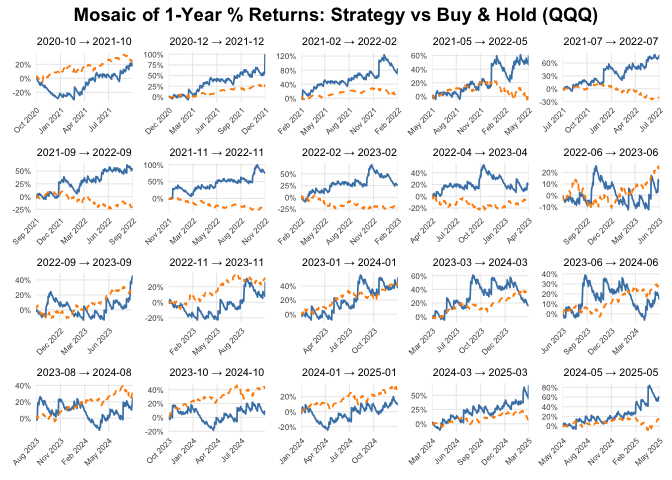 Mosaic of 1-Year % Returns: Strategy vs Buy & Hold (QQQ)
2020-10 → 2021-10
20%
0%
-20%
Oct 2020
Jan 2021
Apr 2021
Jul 2021
2020-12 → 2021-12
100%
75%
50%
25%
0%
Dec 2020
Mar 2021
Jun 2021
Sep 2021
Dec 2021
2021-02 → 2022-02
120%
80%
40%
0%
Feb 2021
May 2021
Aug 2021
Nov 2021
Feb 2022
2021-05 → 2022-05
60%
40%
20%
0%
May 2021
Aug 2021
Nov 2021
Feb 2022
May 2022
2021-07 → 2022-07
60%
30%
0%
-30%
Jul 2021
Oct 2021
Jan 2022
Apr 2022
Jul 2022
2021-09 → 2022-09
50%
25%
0%
-25%
Sep 2021
Dec 2021
Mar 2022
Jun 2022
Sep 2022
2021-11 → 2022-11
100%
50%
0%
Nov 2021
Feb 2022
May 2022
Aug 2022
Nov 2022
2022-02 → 2023-02
50%
25%
0%
-25%
Feb 2022
May 2022
Aug 2022
Nov 2022
Feb 2023
2022-04 → 2023-04
60%
40%
20%
0%
-20%
Apr 2022
Jul 2022
Oct 2022
Jan 2023
Apr 2023
2022-06 → 2023-06
20%
10%
0%
-10%
Sep 2022
Dec 2022
Mar 2023
Jun 2023
2022-09 → 2023-09
40%
20%
0%
Dec 2022
Mar 2023
Jun 2023
2022-11 → 2023-11
20%
0%
-20%
Feb 2023
May 2023
Aug 2023
2023-01 → 2024-01
40%
20%
0%
Apr 2023
Jul 2023
Oct 2023
2023-03 → 2024-03
60%
40%
20%
0%
Mar 2023
Jun 2023
Sep 2023
Dec 2023
Mar 2024
2023-06 → 2024-06
40%
30%
20%
10%
0%
Jun 2023
Sep 2023
Dec 2023
Mar 2024
2023-08 → 2024-08
40%
20%
0%
Aug 2023
Nov 2023
Feb 2024
May 2024
2023-10 → 2024-10
40%
20%
0%
-20%
Oct 2023
Jan 2024
Apr 2024
Jul 2024
2024-01 → 2025-01
20%
0%
-20%
Jan 2024
Apr 2024
Jul 2024
Oct 2024
2024-03 → 2025-03
50%
25%
0%
Mar 2024
Jun 2024
Sep 2024
Dec 2024
Mar 2025
2024-05 → 2025-05
80%
60%
40%
20%
0%
May 2024
Aug 2024
Nov 2024
Feb 2025
May 2025